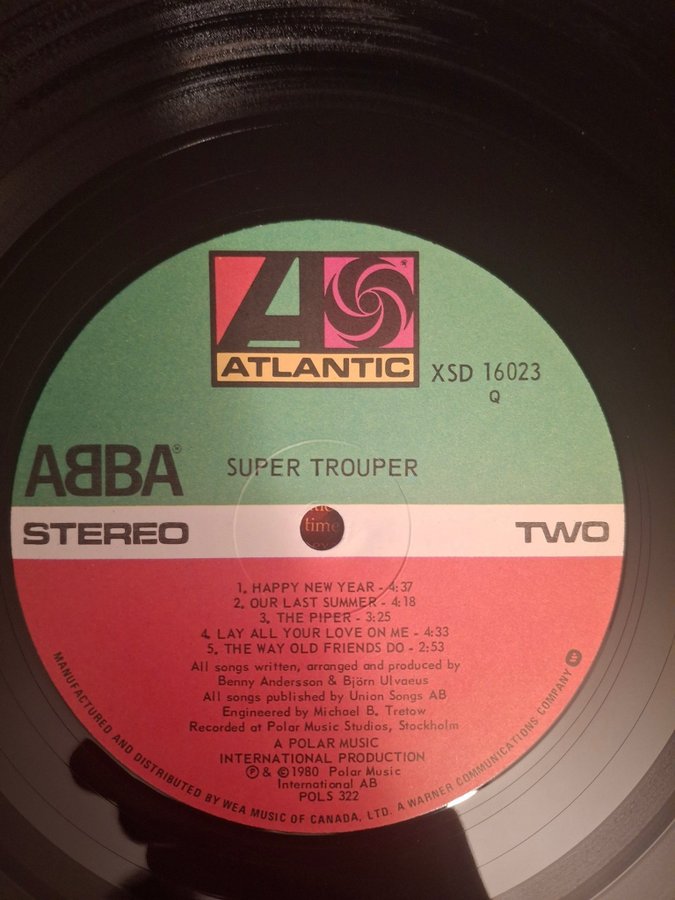 ATLANTIC
XSD 16023
Q
ABBA®
SUPER TROUPER
STEREO
time
TWO
1. HAPPY NEW YEAR - 4:37
2. OUR LAST SUMMER - 4:18
3. THE PIPER - 3:25
4. LAY ALL YOUR LOVE ON ME - 4:33
5. THE WAY OLD FRIENDS DO - 2:53
All songs written, arranged and produced by
Benny Andersson & Björn Ulvaeus
All songs published by Union Songs AB
Engineered by Michael B. Tretow
Recorded at Polar Music Studios, Stockholm
A POLAR MUSIC
INTERNATIONAL PRODUCTION
℗ & ©1980 Polar Music
International AB
POLS 322
MANUFACTURED AND DISTRIBUTED BY WEA MUSIC OF CANADA, LTD. A WARNER COMMUNICATIONS COMPANY